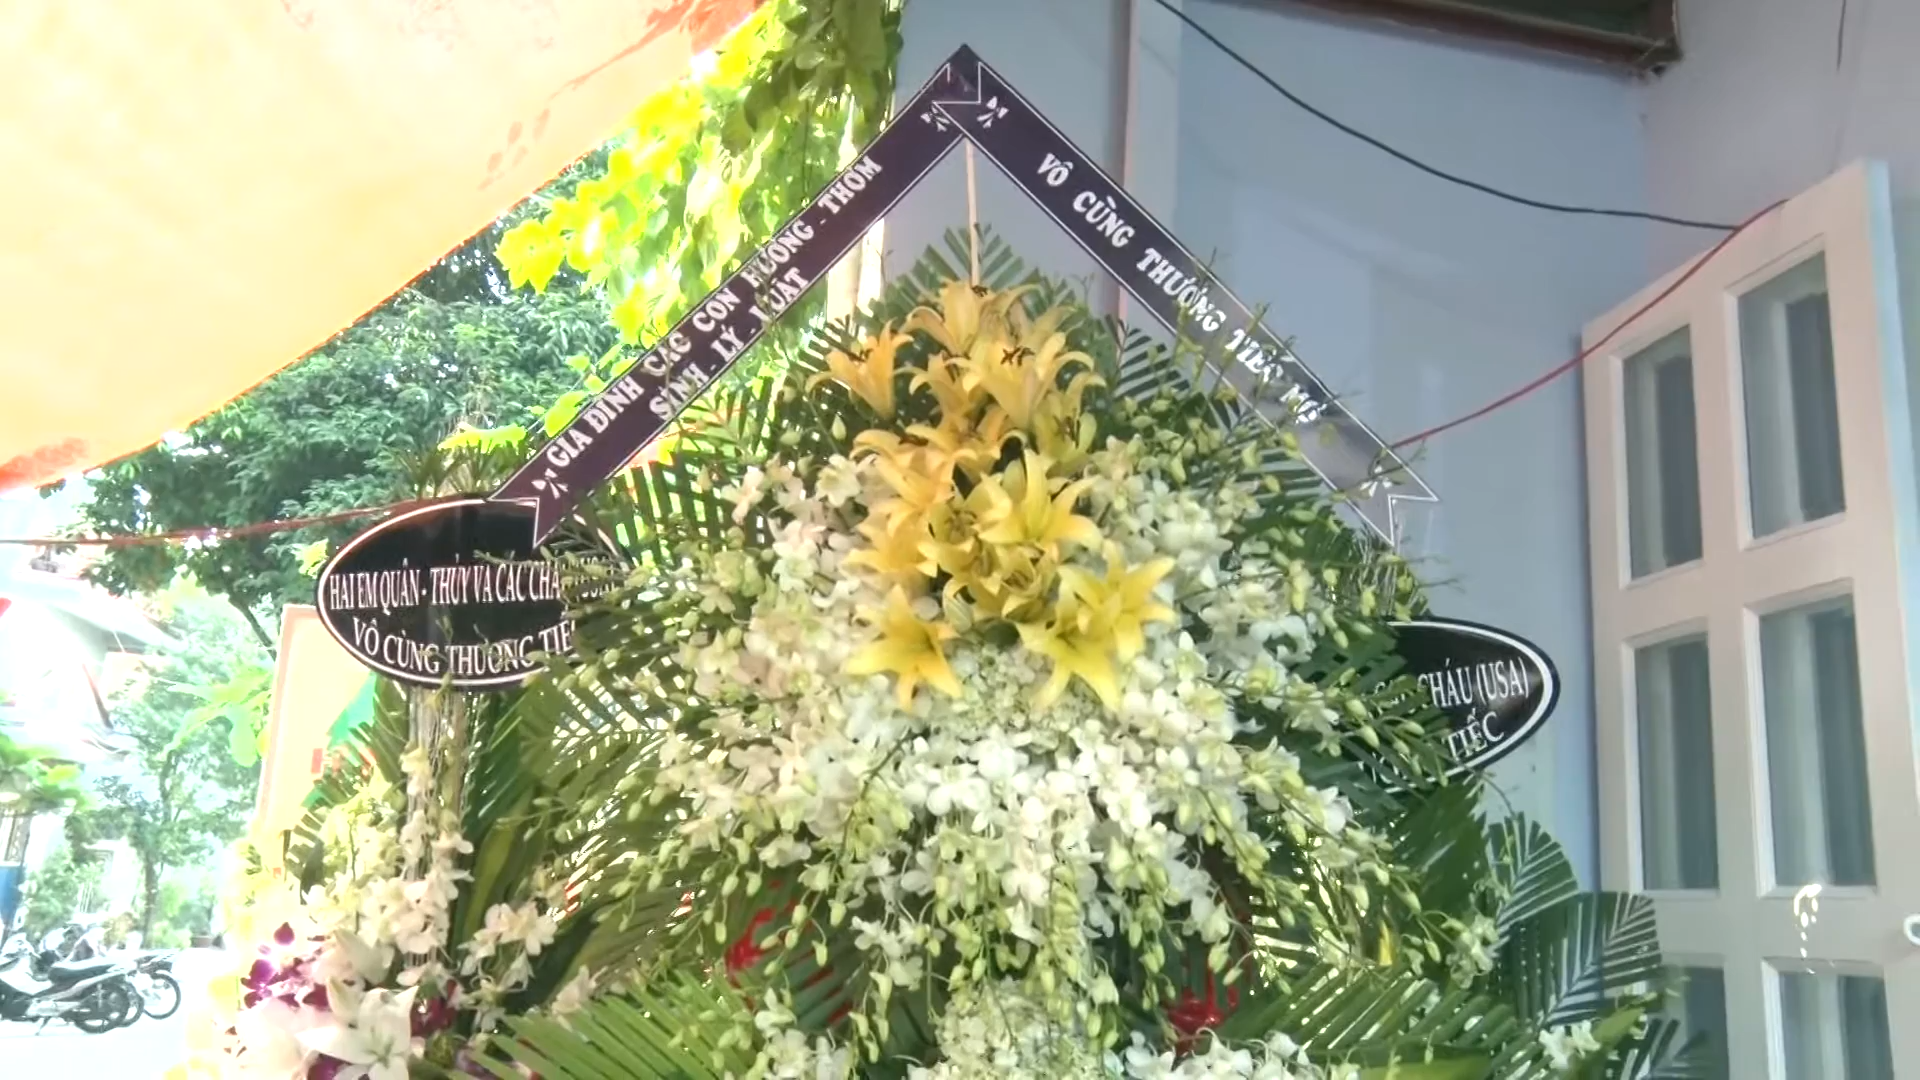 GIA ĐÌNH CÁC CON HƯƠNG - THƠM
SINH - LÝ - LUẬT
VÔ CÙNG THƯƠNG TIẾC MẸ
HAI EM QUÂN - THỦY VÀ CÁC CHÁU
VÔ CÙNG THƯƠNG TIẾC
CHÁU (USA)
TIẾC